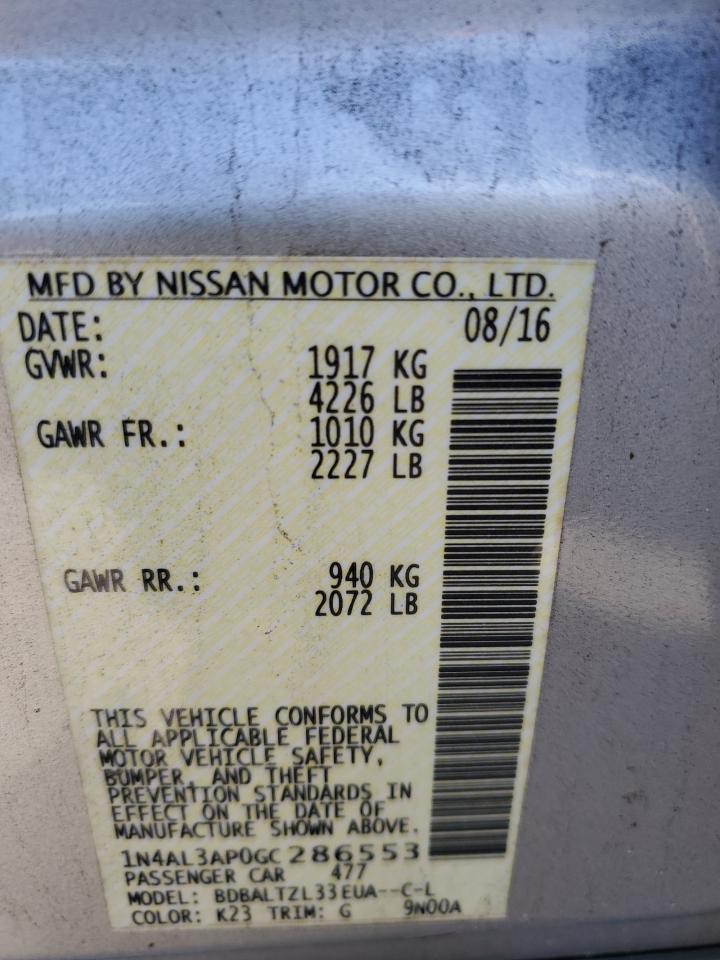 MFD BY NISSAN MOTOR CO., LTD.
DATE: 08/16
GVWR: 1917 KG
4226 LB
GAWR FR.: 1010 KG
2227 LB
GAWR RR.: 940 KG
2072 LB
THIS VEHICLE CONFORMS TO
ALL APPLICABLE FEDERAL
MOTOR VEHICLE SAFETY,
BUMPER, AND THEFT
PREVENTION STANDARDS IN
EFFECT ON THE DATE OF
MANUFACTURE SHOWN ABOVE.
1N4AL3AP0GC286553
PASSENGER CAR 477
MODEL: BDBALTZL33EUA--C-L
COLOR: K23 TRIM: G 9N00A